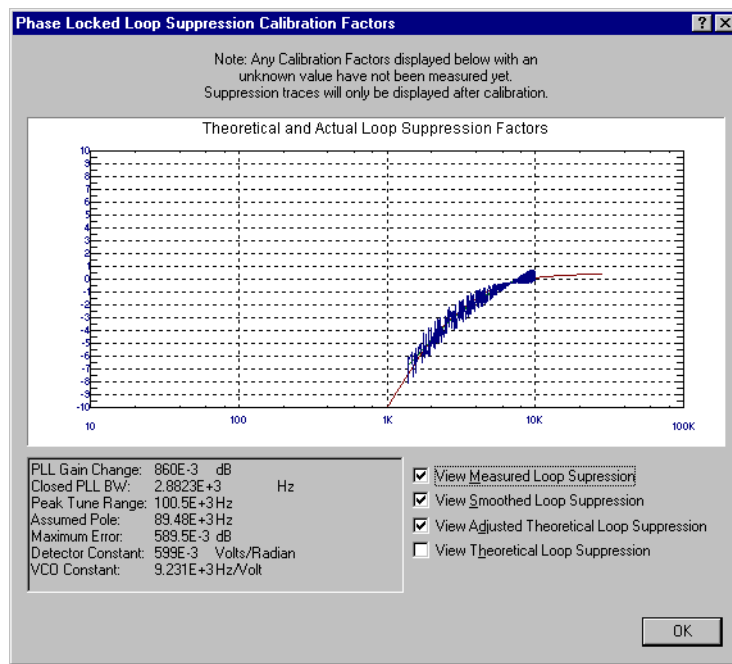 Phase Locked Loop Suppression Calibration Factors
Note: Any Calibration Factors displayed below with an
unknown value have not been measured yet.
Suppression traces will only be displayed after calibration.
Theoretical and Actual Loop Suppression Factors
10
9
8
7
6
5
4
3
2
1
0
-1
-2
-3
-4
-5
-6
-7
-8
-9
-10
10 100 1K 10K 100K
PLL Gain Change: 860E-3 dB
Closed PLL BW: 2.8823E+3 Hz
Peak Tune Range: 100.5E+3 Hz
Assumed Pole: 89.48E+3 Hz
Maximum Error: 589.5E-3 dB
Detector Constant: 599E-3 Volts/Radian
VCO Constant: 9.231E+3 Hz/Volt
View Measured Loop Supression
View Smoothed Loop Suppression
View Adjusted Theoretical Loop Suppression
View Theoretical Loop Suppression
OK